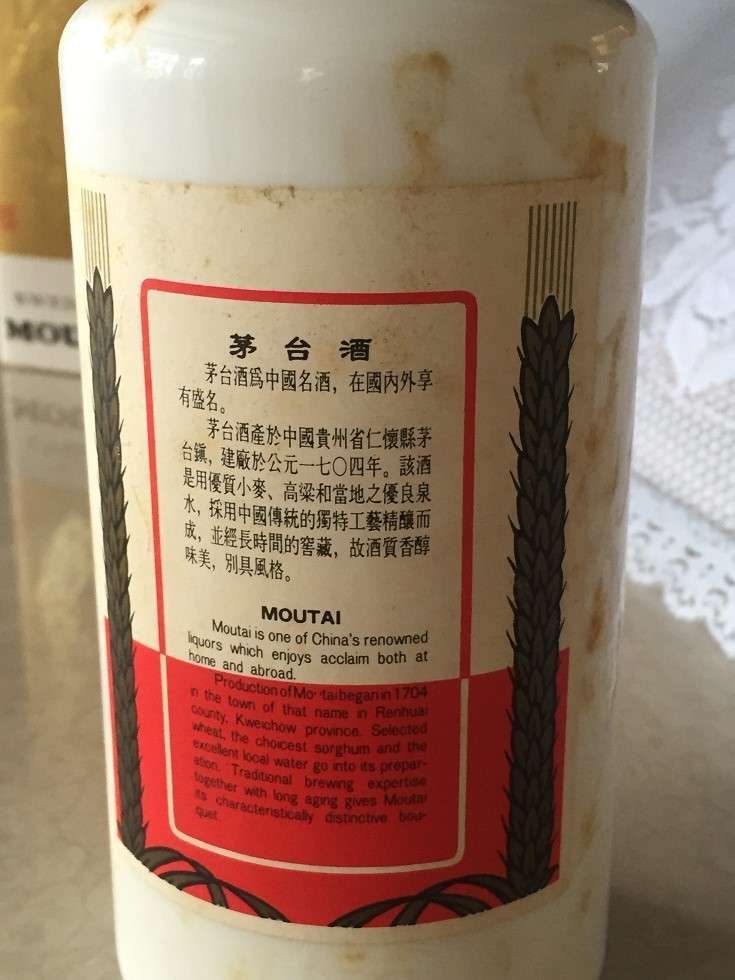 MOU
茅台酒
茅台酒爲中國名酒，在國內外享
有盛名。
茅台酒產於中國貴州省仁懷縣茅
台鎮，建廠於公元一七〇四年。該酒
是用優質小麥、高粱和當地之優良泉
水，採用中國傳統的獨特工藝精釀而
成，並經長時間的窖藏，故酒質香醇
味美，別具風格。
MOUTAI
Moutai is one of China's renowned
liquors which enjoys acclaim both at
home and abroad.
Production of Mo tai began in 1704
in the town of that name in Renhuai
county, Kweichow province. Selected
wheat, the choicest sorghum and the
excellent local water go into its prepar-
ation. Traditional brewing expertise
together with long aging gives Moutai
its characteristically distinctive bou-
quet.